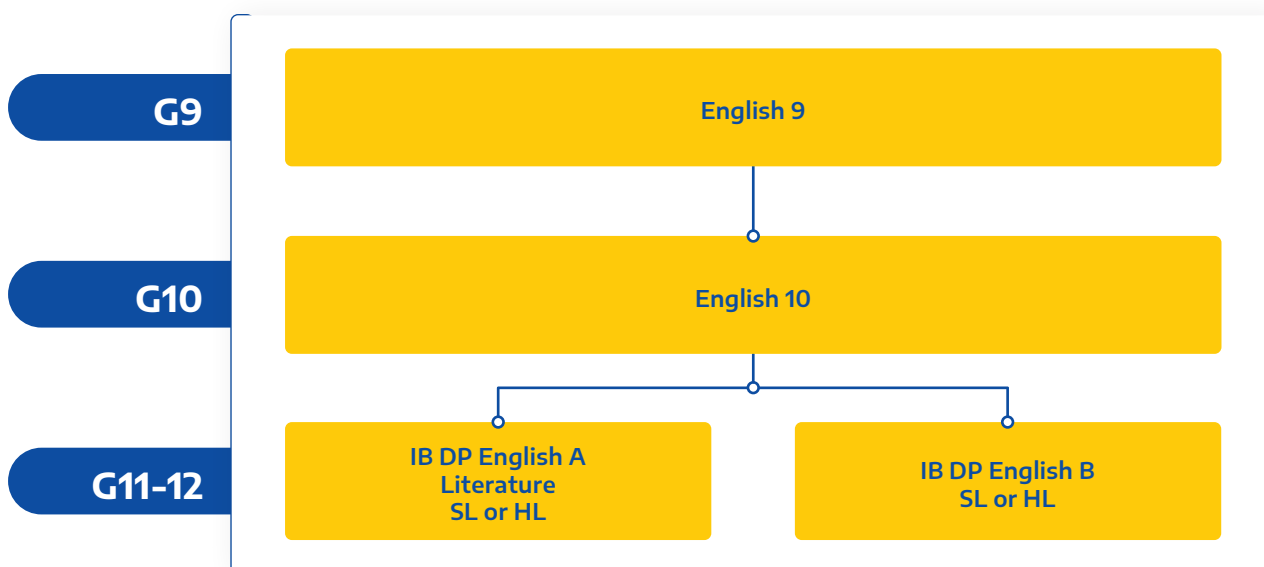 G9
English 9
G10
English 10
G11-12
IB DP English A
Literature
SL or HL
IB DP English B
SL or HL